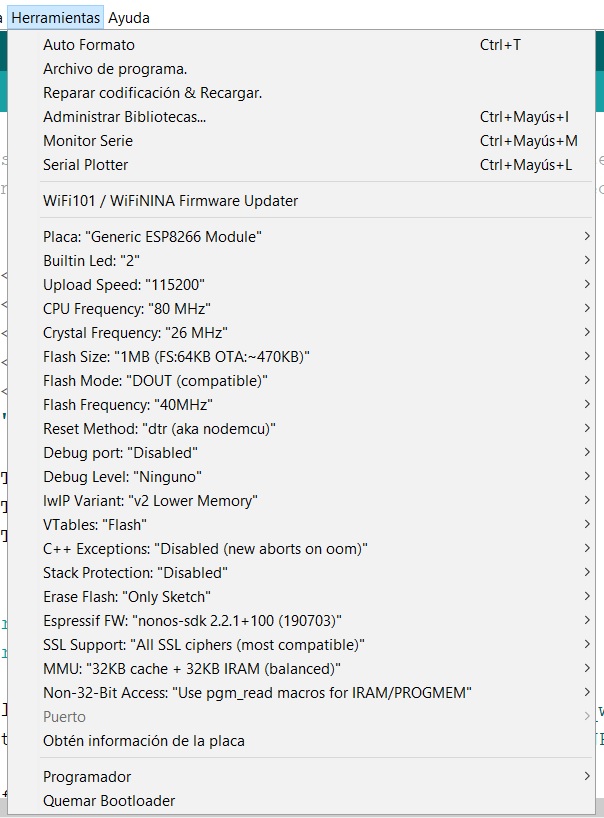 Herramientas Ayuda
Auto Formato Ctrl+T
Archivo de programa.
Reparar codificación & Recargar.
Administrar Bibliotecas... Ctrl+Mayús+I
Monitor Serie Ctrl+Mayús+M
Serial Plotter Ctrl+Mayús+L
WiFi101 / WiFiNINA Firmware Updater
Placa: "Generic ESP8266 Module"
Builtin Led: "2"
Upload Speed: "115200"
CPU Frequency: "80 MHz"
Crystal Frequency: "26 MHz"
Flash Size: "1MB (FS:64KB OTA:~470KB)"
Flash Mode: "DOUT (compatible)"
Flash Frequency: "40MHz"
Reset Method: "dtr (aka nodemcu)"
Debug port: "Disabled"
Debug Level: "Ninguno"
lwIP Variant: "v2 Lower Memory"
VTables: "Flash"
C++ Exceptions: "Disabled (new aborts on oom)"
Stack Protection: "Disabled"
Erase Flash: "Only Sketch"
Espressif FW: "nonos-sdk 2.2.1+100 (190703)"
SSL Support: "All SSL ciphers (most compatible)"
MMU: "32KB cache + 32KB IRAM (balanced)"
Non-32-Bit Access: "Use pgm_read macros for IRAM/PROGMEM"
Puerto
Obtén información de la placa
Programador
Quemar Bootloader